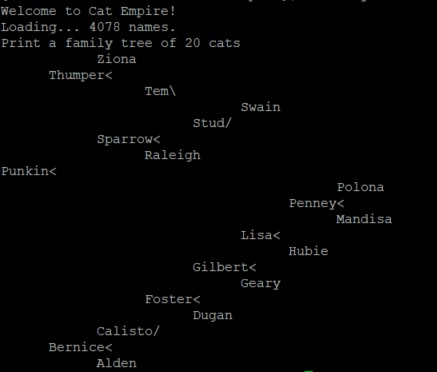 Welcome to Cat Empire!
Loading... 4078 names.
Print a family tree of 20 cats
Ziona
Thumper<
Tem\
Swain
Stud/
Sparrow<
Raleigh
Punkin<
Polona
Penney<
Mandisa
Lisa<
Hubie
Gilbert<
Geary
Foster<
Dugan
Calisto/
Bernice<
Alden